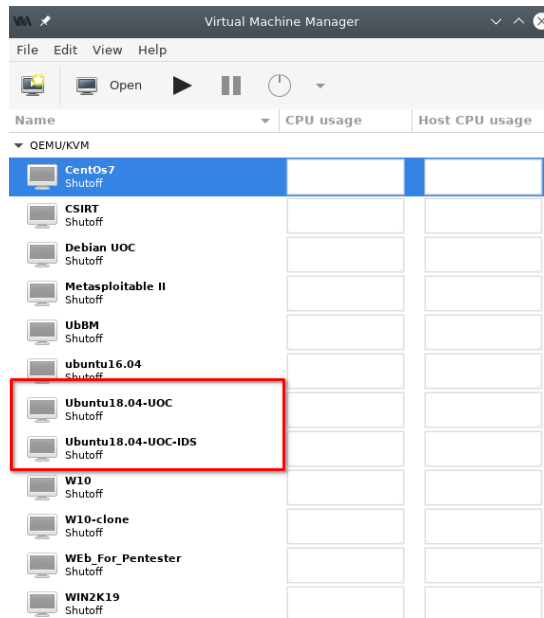 Virtual Machine Manager
File Edit View Help
Open
Name CPU usage Host CPU usage
QEMU/KVM
CentOs7
Shutoff
CSIRT
Shutoff
Debian UOC
Shutoff
Metasploitable II
Shutoff
UbBM
Shutoff
ubuntu16.04
Shutoff
Ubuntu18.04-UOC
Shutoff
Ubuntu18.04-UOC-IDS
Shutoff
W10
Shutoff
W10-clone
Shutoff
WEb_For_Pentester
Shutoff
WIN2K19
Shutoff